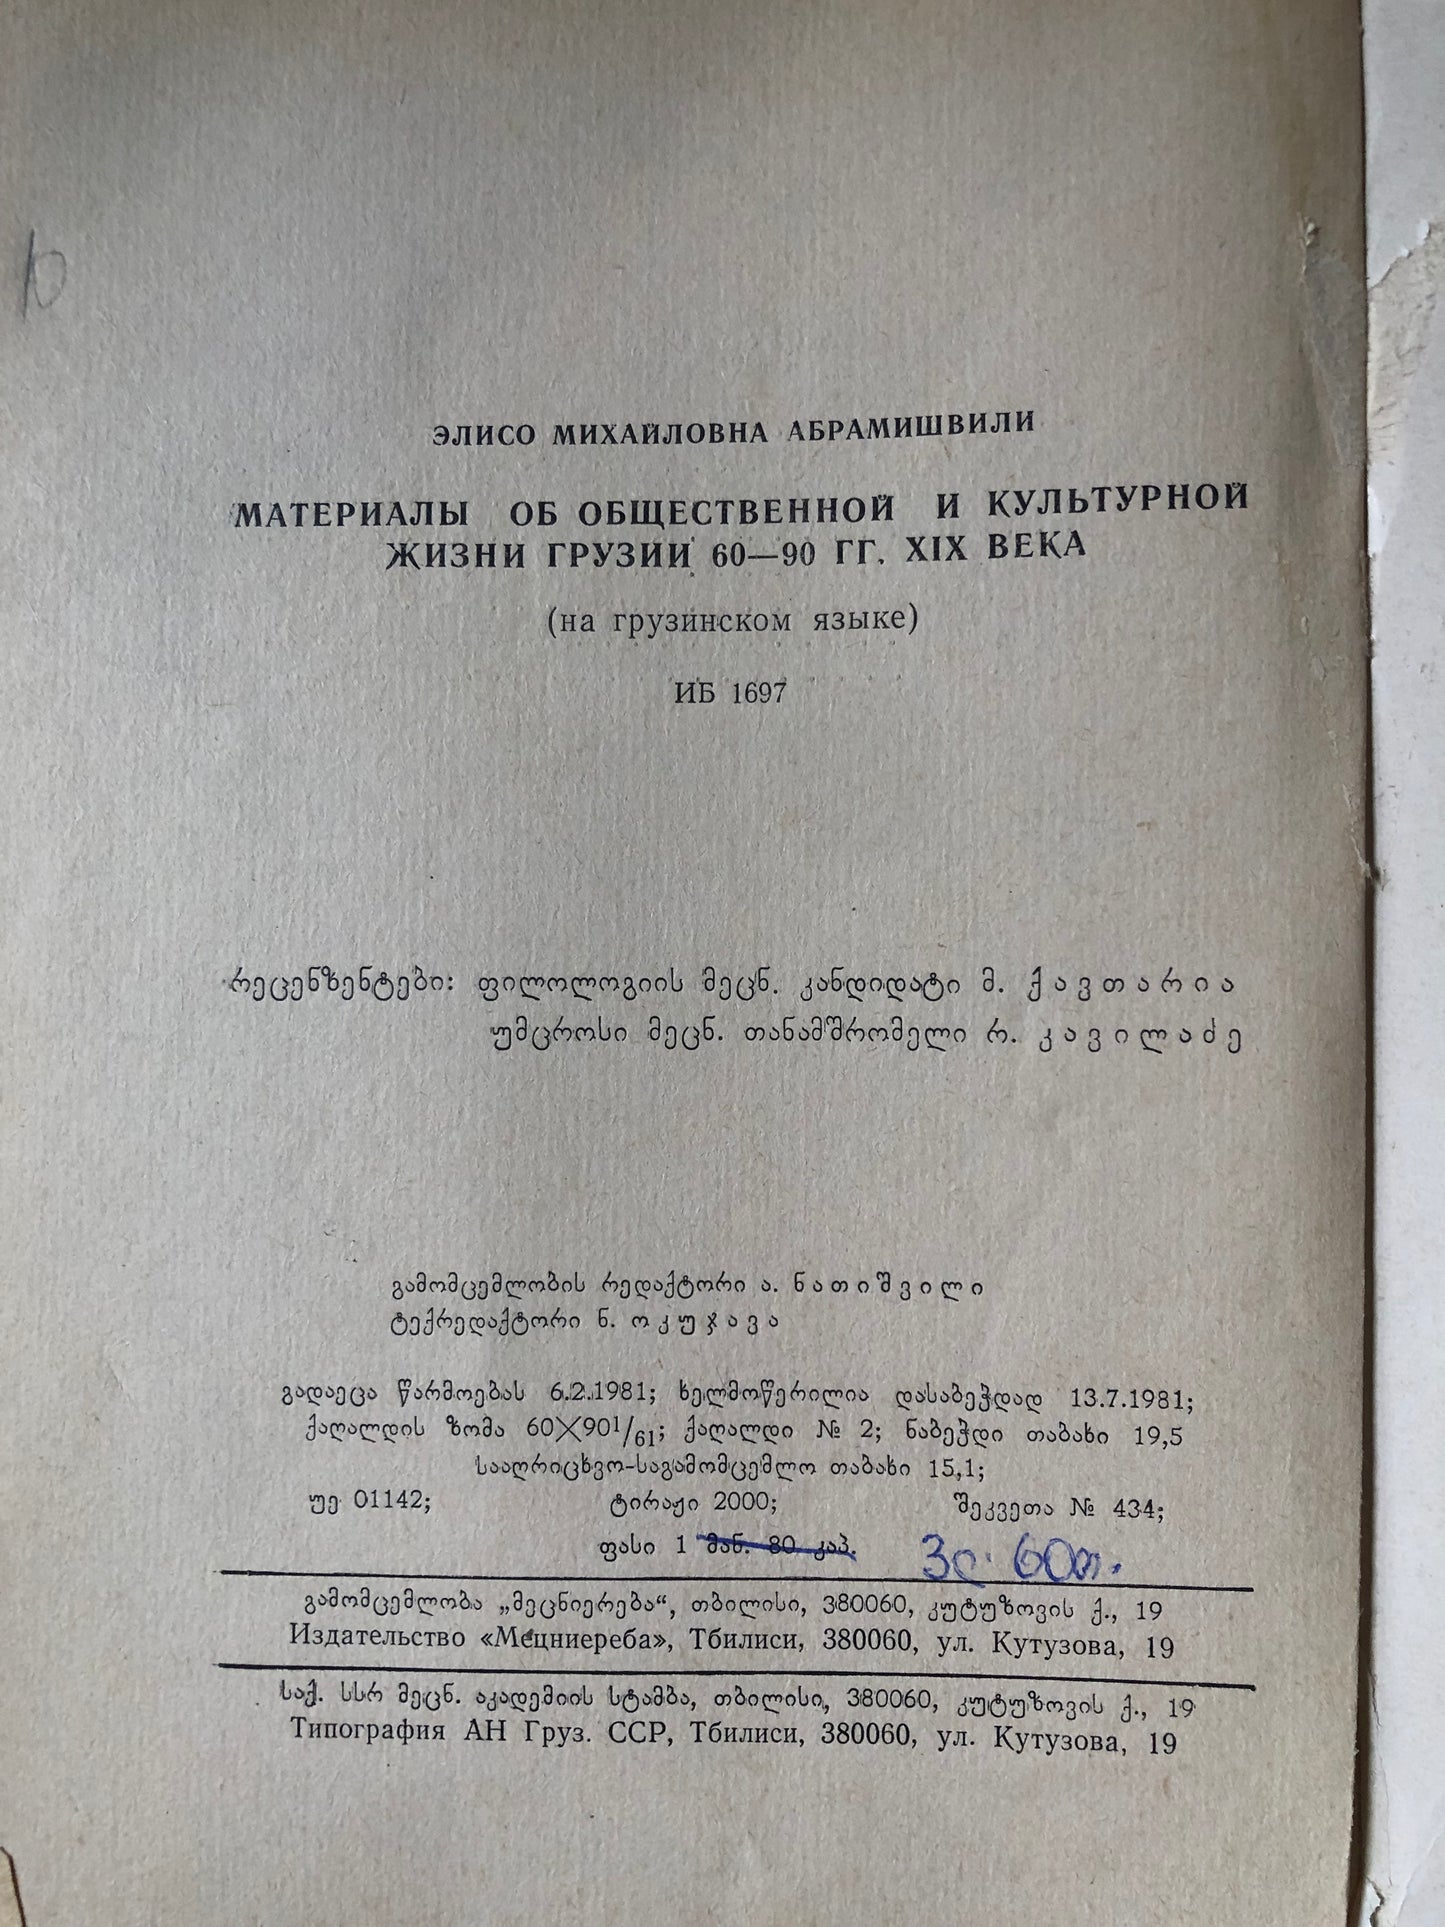 10
ЭЛИСО МИХАЙЛОВНА АБРАМИШВИЛИ
МАТЕРИАЛЫ ОБ ОБЩЕСТВЕННОЙ И КУЛЬТУРНОЙ
ЖИЗНИ ГРУЗИИ 60—90 ГГ. XIX ВЕКА
(на грузинском языке)
ИБ 1697
რეცენზენტები: ფილოლოგიის მეცნ. კანდიდატი მ. ქავთარია
უმცროსი მეცნ. თანამშრომელი რ. კავილაძე
გამომცემლობის რედაქტორი ა. ნათიშვილი
ტექრედაქტორი ნ. ოკუჯავა
გადაეცა წარმოებას 6.2.1981; ხელმოწერილია დასაბეჭდად 13.7.1981;
ქაღალდის ზომა 60×90¹/₆₁; ქაღალდი № 2; ნაბეჭდი თაბახი 19,5
სააღრიცხვო-საგამომცემლო თაბახი 15,1;
უე 01142; ტირაჟი 2000; შეკვეთა № 434;
ფასი 1 მან. 80 კაპ.
გამომცემლობა „მეცნიერება“, თბილისი, 380060, კუტუზოვის ქ., 19
Издательство «Мецниереба», Тбилиси, 380060, ул. Кутузова, 19
საქ. სსრ მეცნ. აკადემიის სტამბა, თბილისი, 380060, კუტუზოვის ქ., 19
Типография АН Груз. ССР, Тбилиси, 380060, ул. Кутузова, 19